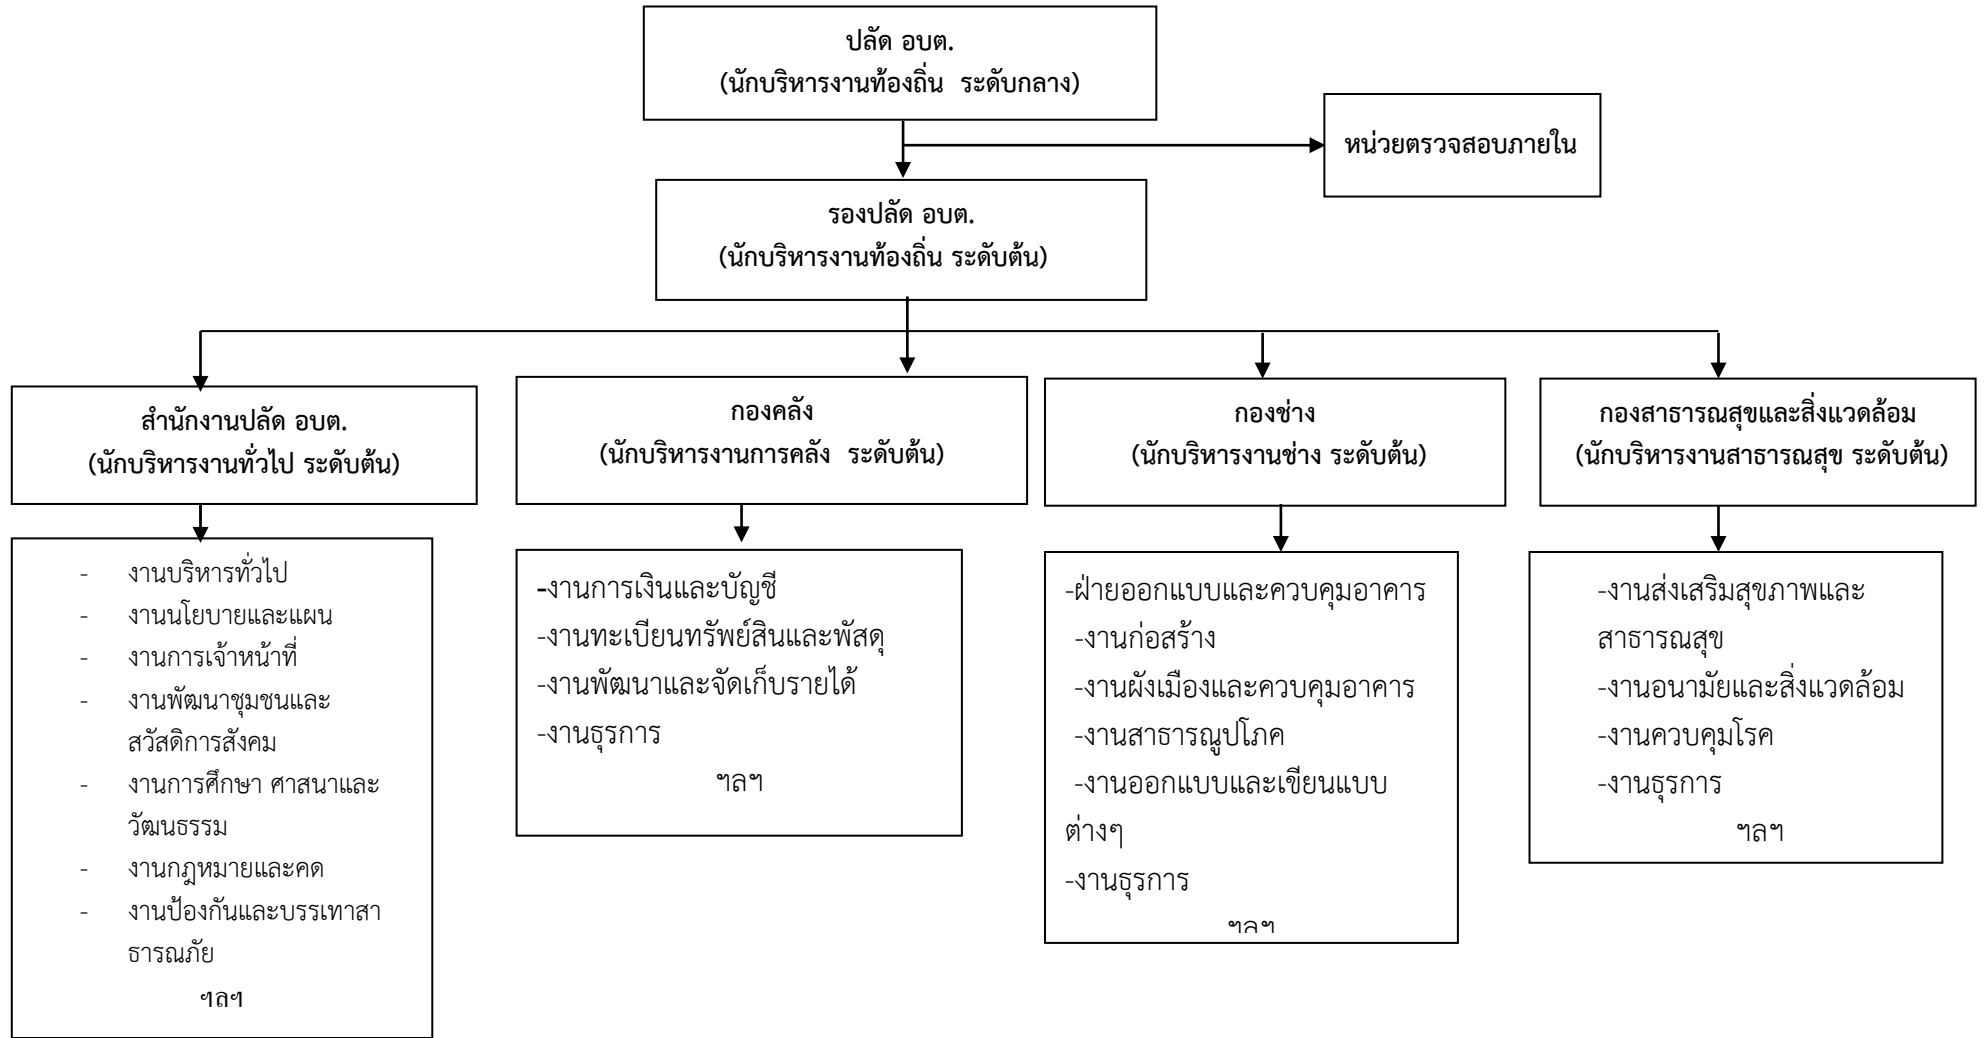 ปลัด อบต.
(นักบริหารงานท้องถิ่น ระดับกลาง)
หน่วยตรวจสอบภายใน
รองปลัด อบต.
(นักบริหารงานท้องถิ่น ระดับต้น)
สำนักงานปลัด อบต.
(นักบริหารงานทั่วไป ระดับต้น)
กองคลัง
(นักบริหารงานการคลัง ระดับต้น)
กองช่าง
(นักบริหารงานช่าง ระดับต้น)
กองสาธารณสุขและสิ่งแวดล้อม
(นักบริหารงานสาธารณสุข ระดับต้น)
- งานบริหารทั่วไป
- งานนโยบายและแผน
- งานการเจ้าหน้าที่
- งานพัฒนาชุมชนและ
สวัสดิการสังคม
- งานการศึกษา ศาสนาและ
วัฒนธรรม
- งานกฎหมายและคด
- งานป้องกันและบรรเทาสา
ธารณภัย
ฯลฯ
-งานการเงินและบัญชี
-งานทะเบียนทรัพย์สินและพัสดุ
-งานพัฒนาและจัดเก็บรายได้
-งานธุรการ
ฯลฯ
-ฝ่ายออกแบบและควบคุมอาคาร
-งานก่อสร้าง
-งานผังเมืองและควบคุมอาคาร
-งานสาธารณูปโภค
-งานออกแบบและเขียนแบบ
ต่างๆ
-งานธุรการ
ฯลฯ
-งานส่งเสริมสุขภาพและ
สาธารณสุข
-งานอนามัยและสิ่งแวดล้อม
-งานควบคุมโรค
-งานธุรการ
ฯลฯ